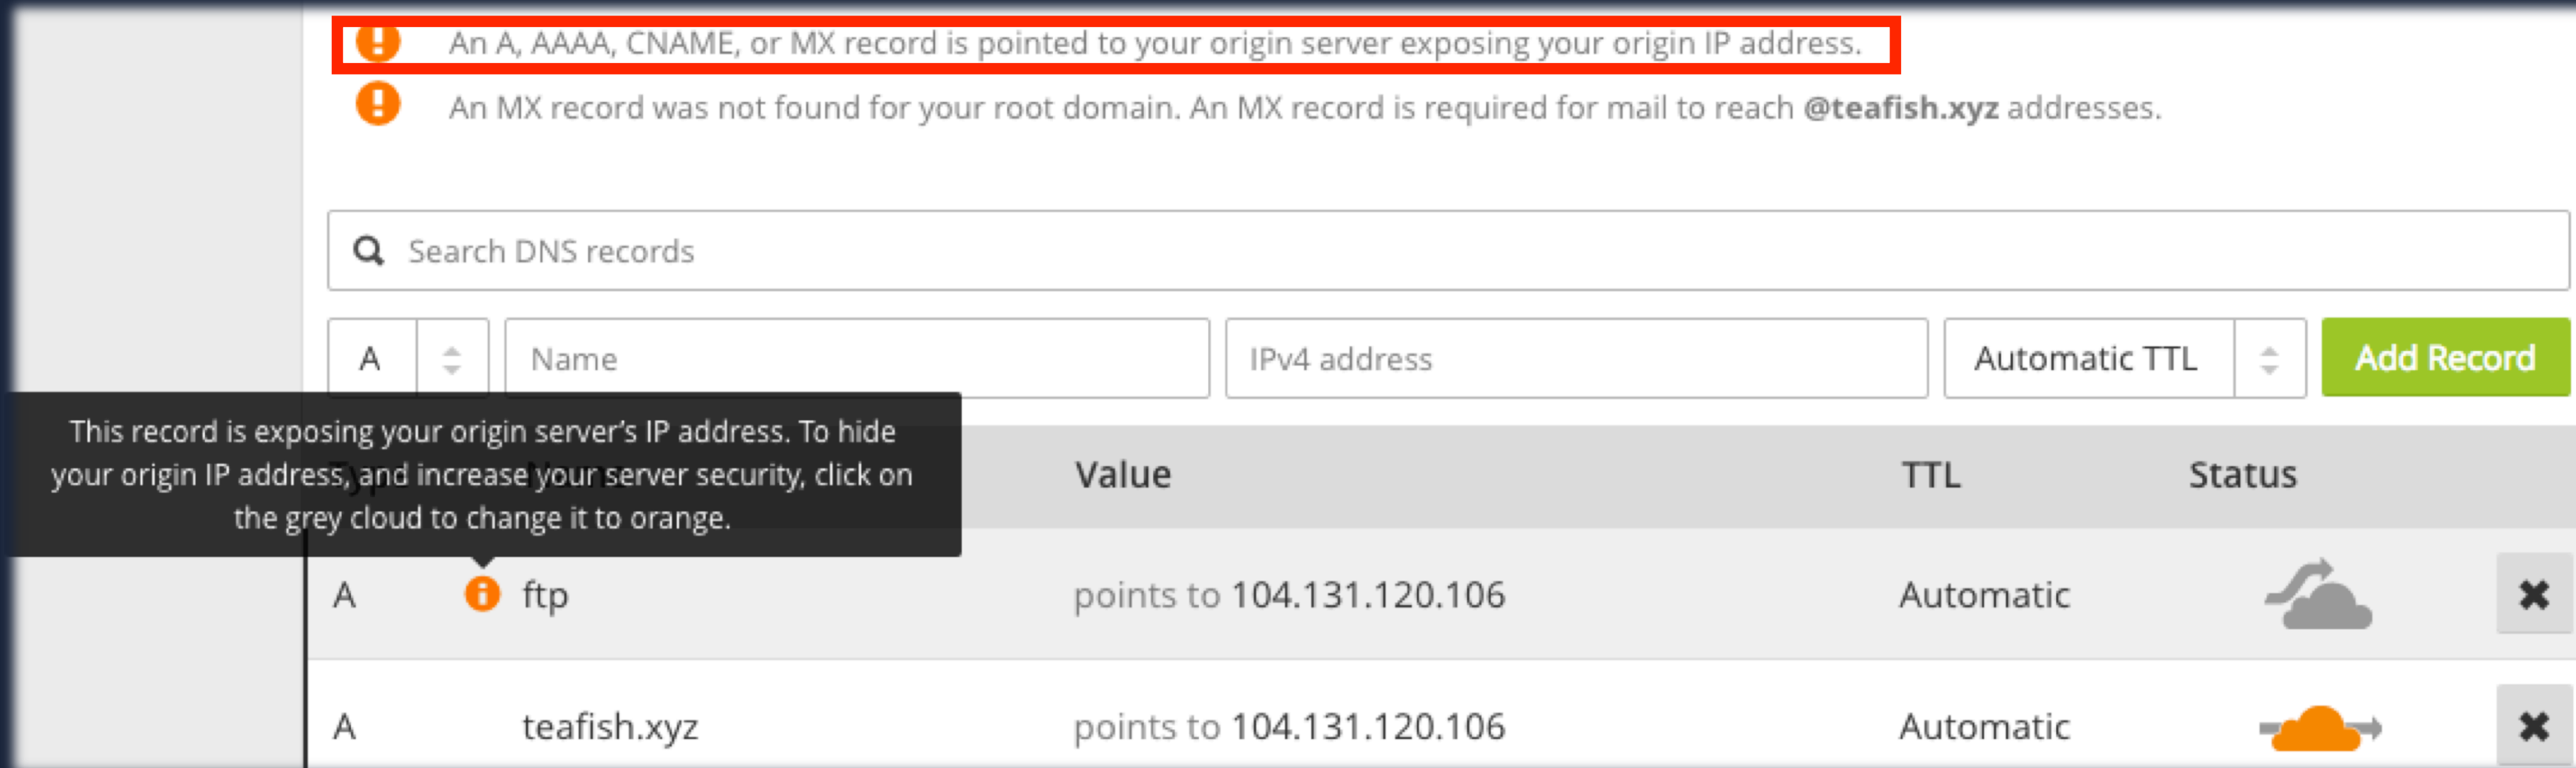 An A, AAAA, CNAME, or MX record is pointed to your origin server exposing your origin IP address.
An MX record was not found for your root domain. An MX record is required for mail to reach @teafish.xyz addresses.
Search DNS records
A Name IPv4 address Automatic TTL Add Record
This record is exposing your origin server's IP address. To hide
your origin IP address, and increase your server security, click on
the grey cloud to change it to orange.
Type Name Value TTL Status
A ftp points to 104.131.120.106 Automatic
A teafish.xyz points to 104.131.120.106 Automatic